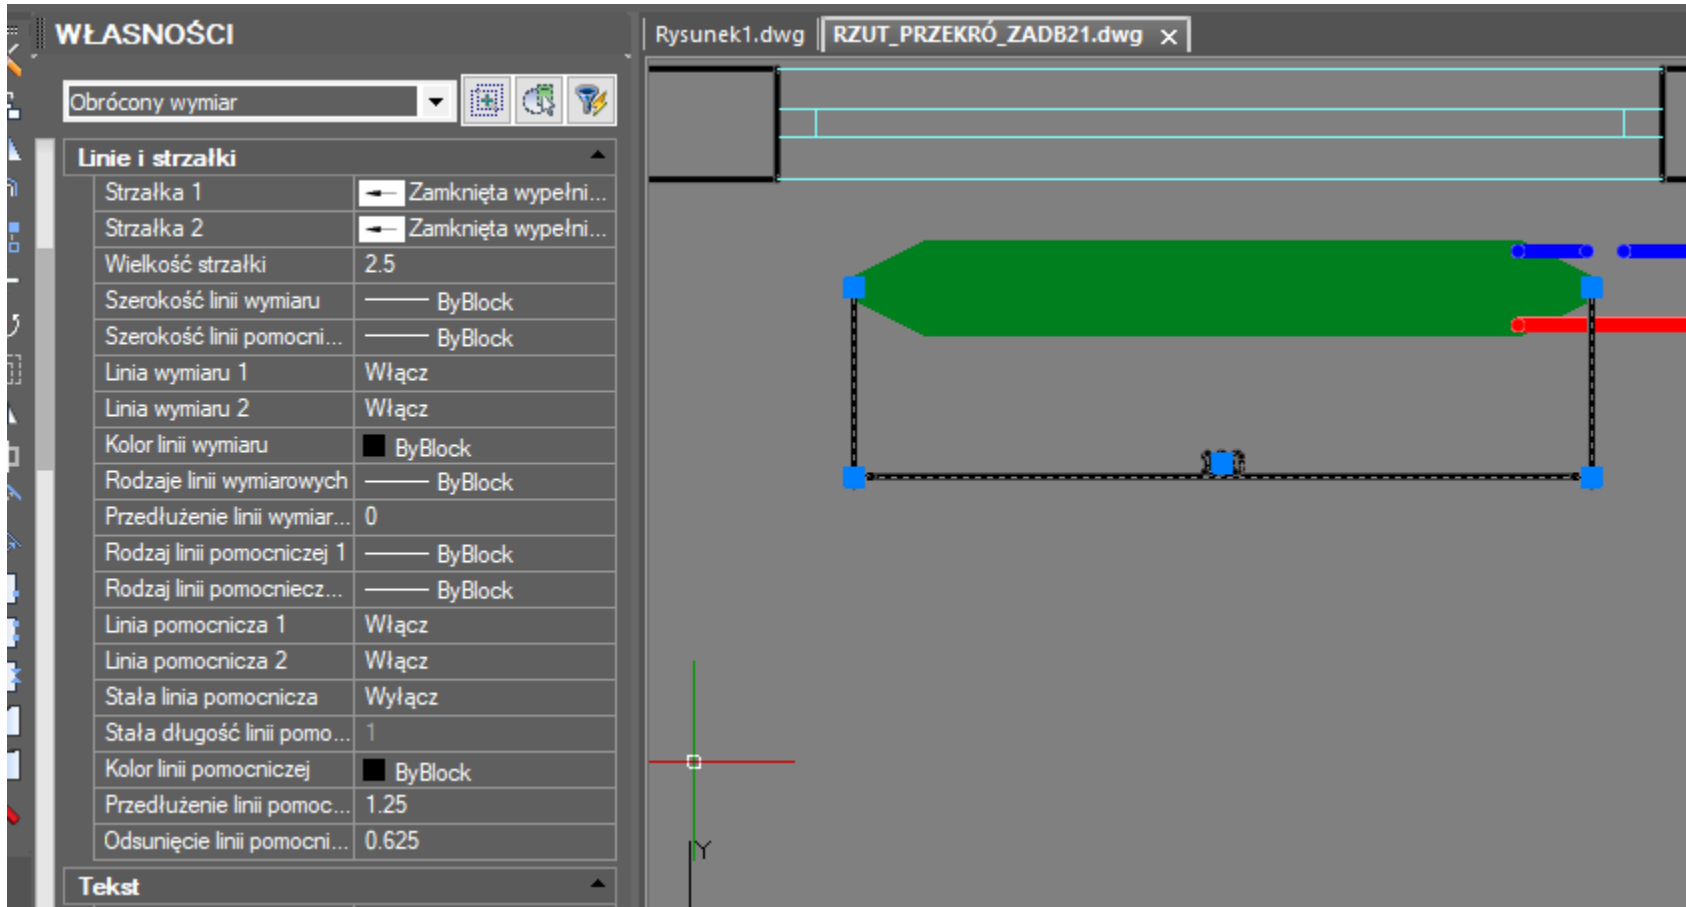 WŁASNOŚCI
Rysunek1.dwg
RZUT_PRZEKRÓ_ZADB21.dwg
Obrócony wymiar
Linie i strzałki
Strzałka 1 Zamknięta wypełni...
Strzałka 2 Zamknięta wypełni...
Wielkość strzałki 2.5
Szerokość linii wymiaru ByBlock
Szerokość linii pomocni... ByBlock
Linia wymiaru 1 Włącz
Linia wymiaru 2 Włącz
Kolor linii wymiaru ByBlock
Rodzaje linii wymiarowych ByBlock
Przedłużenie linii wymiar... 0
Rodzaj linii pomocniczej 1 ByBlock
Rodzaj linii pomocniecz... ByBlock
Linia pomocnicza 1 Włącz
Linia pomocnicza 2 Włącz
Stała linia pomocnicza Wyłącz
Stała długość linii pomo... 1
Kolor linii pomocniczej ByBlock
Przedłużenie linii pomoc... 1.25
Odsunięcie linii pomocni... 0.625
Tekst
Y